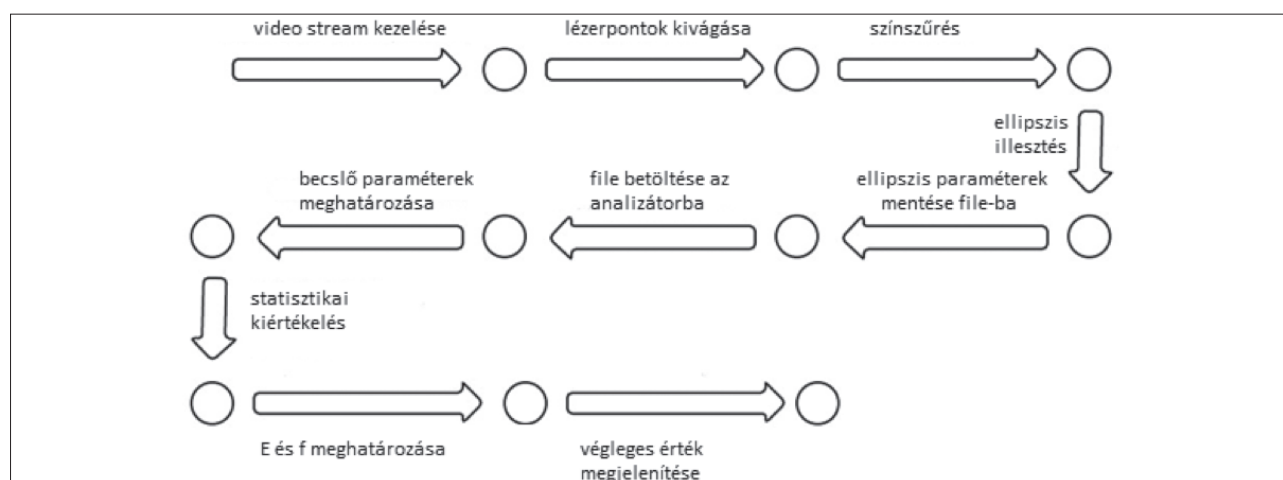 video stream kezelése
lézerpontok kivágása
színszűrés
ellipszis
illesztés
ellipszis paraméterek
mentése file-ba
file betöltése az
analizátorba
becslő paraméterek
meghatározása
statisztikai
kiértékelés
E és f meghatározása
végleges érték
megjelenítése